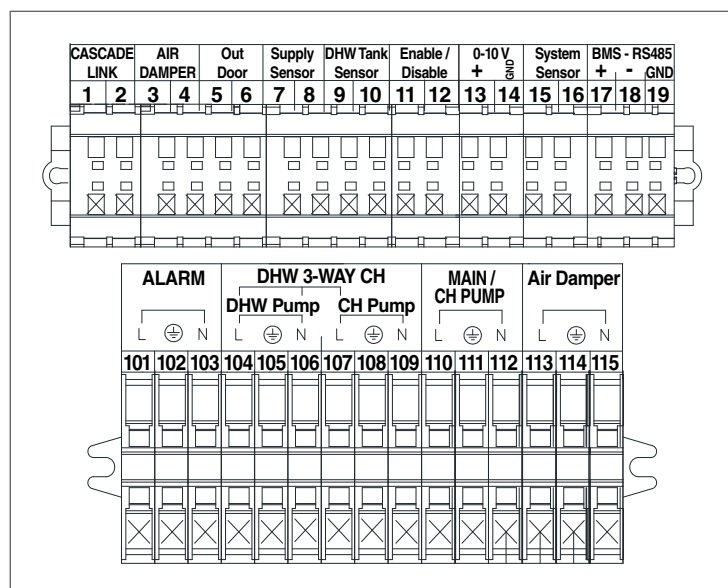 CASCADE AIR Out Supply DHW Tank Enable / 0-10 V System BMS - RS485
LINK DAMPER Door Sensor Sensor Disable + GND Sensor + - GND
1 2 3 4 5 6 7 8 9 10 11 12 13 14 15 16 17 18 19
ALARM DHW 3-WAY CH MAIN / Air Damper
DHW Pump CH Pump CH PUMP
L N L N L N L N L N
101 102 103 104 105 106 107 108 109 110 111 112 113 114 115